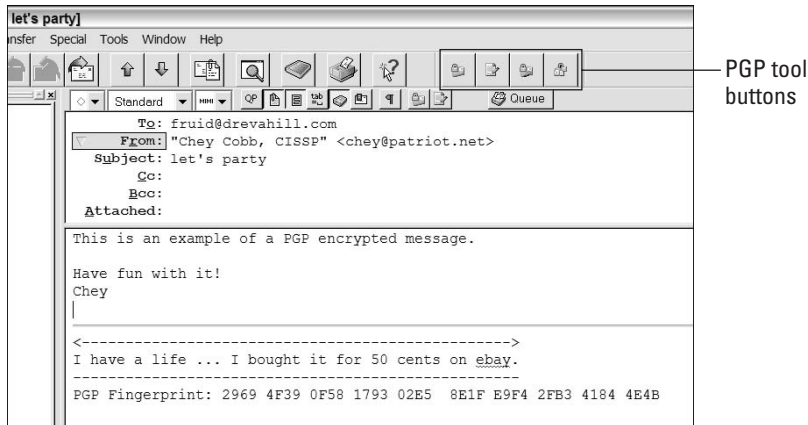 let's party]
nsfer Special Tools Window Help
PGP tool buttons
Standard MIME QP tab Queue
To: fruid@drevahill.com
From: "Chey Cobb, CISSP" <chey@patriot.net>
Subject: let's party
Cc:
Bcc:
Attached:
This is an example of a PGP encrypted message.
Have fun with it!
Chey
<------------------------------------------------->
I have a life ... I bought it for 50 cents on ebay.
---------------------------------------------------
PGP Fingerprint: 2969 4F39 0F58 1793 02E5 8E1F E9F4 2FB3 4184 4E4B